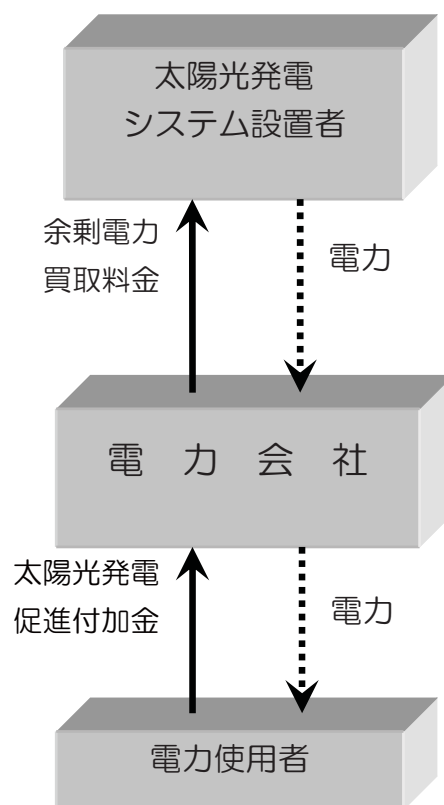 太陽光発電
システム設置者
余剰電力
買取料金
電力
電力会社
太陽光発電
促進付加金
電力
電力使用者